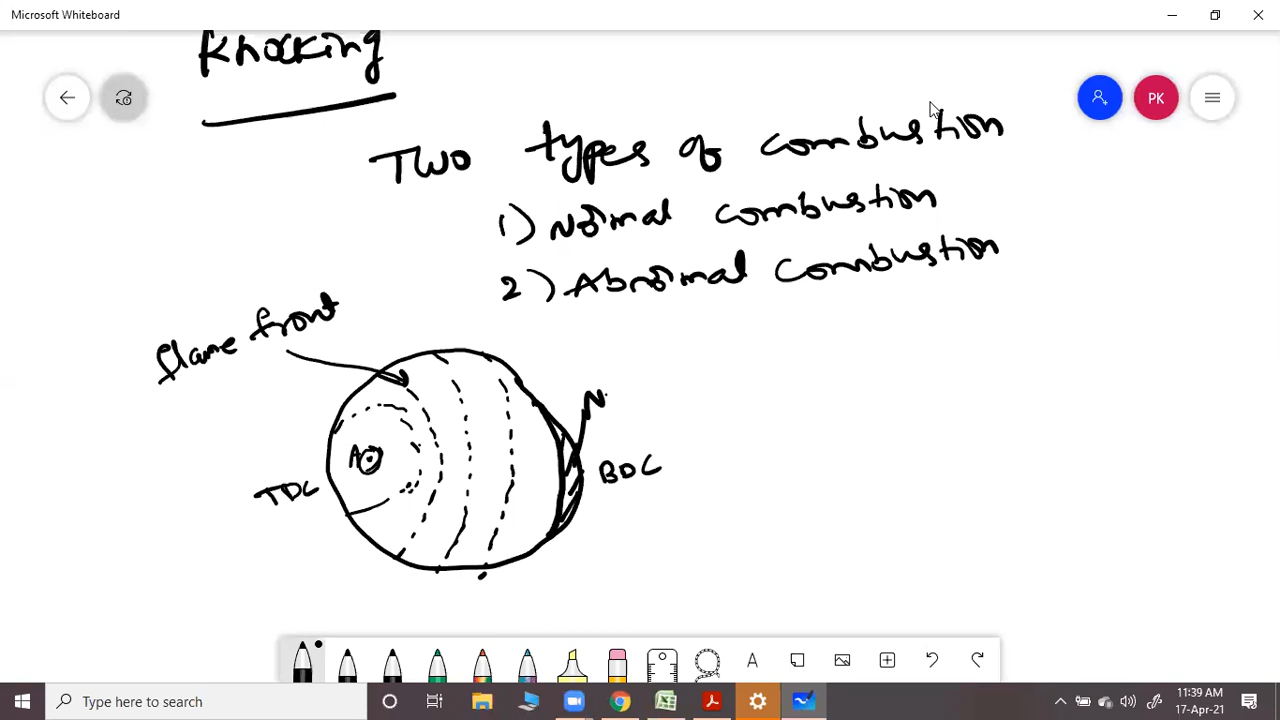 Microsoft Whiteboard
Knocking
PK
Two types of combustion
1) Normal combustion
2) Abnormal combustion
flame front
N
A
BDC
TDC
A
Type here to search
11:39 AM
17-Apr-21